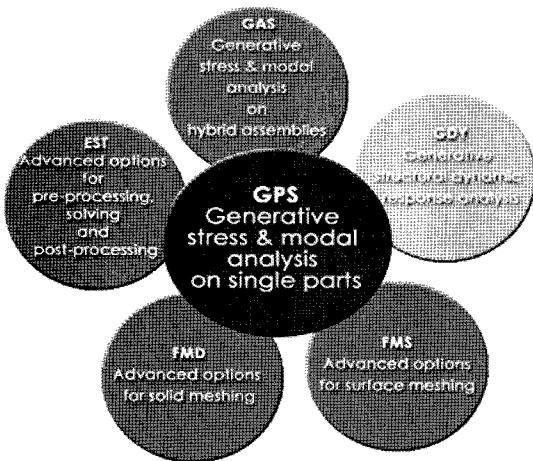 GAS
Generative
stress & modal
analysis
on
hybrid assemblies
EST
Advanced options
for
pre-processing,
solving
and
post-processing
GDY
Generative
structural dynamic
response analysis
GPS
Generative
stress & modal
analysis
on single parts
FMD
Advanced options
for solid meshing
FMS
Advanced options
for surface meshing